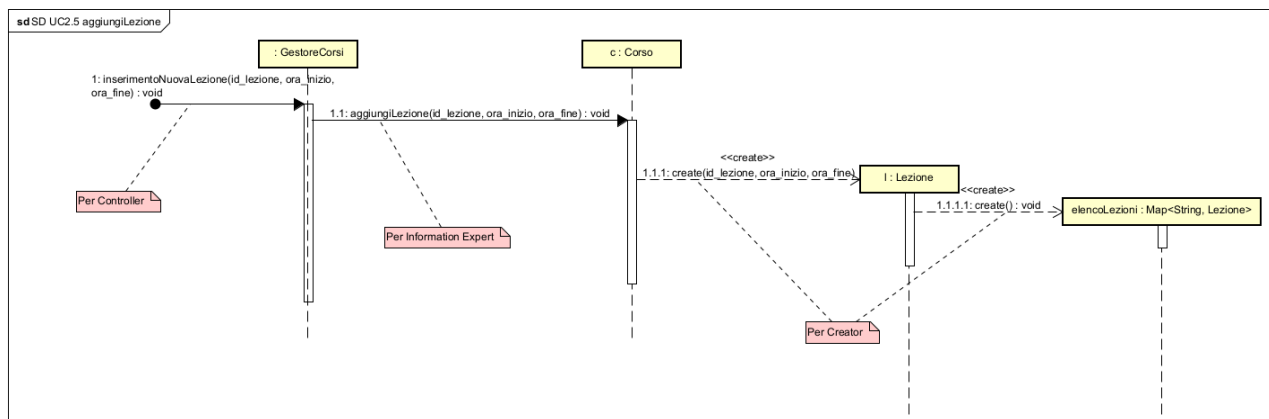 sd SD UC2.5 aggiungiLezione
: GestoreCorsi
c : Corso
1: inserimentoNuovaLezione(id_lezione, ora_inizio,
ora_fine) : void
1.1: aggiungiLezione(id_lezione, ora_inizio, ora_fine) : void
<<create>>
1.1.1: create(id_lezione, ora_inizio, ora_fine)
l : Lezione
<<create>>
1.1.1.1: create() : void
elencoLezioni : Map<String, Lezione>
Per Controller
Per Information Expert
Per Creator